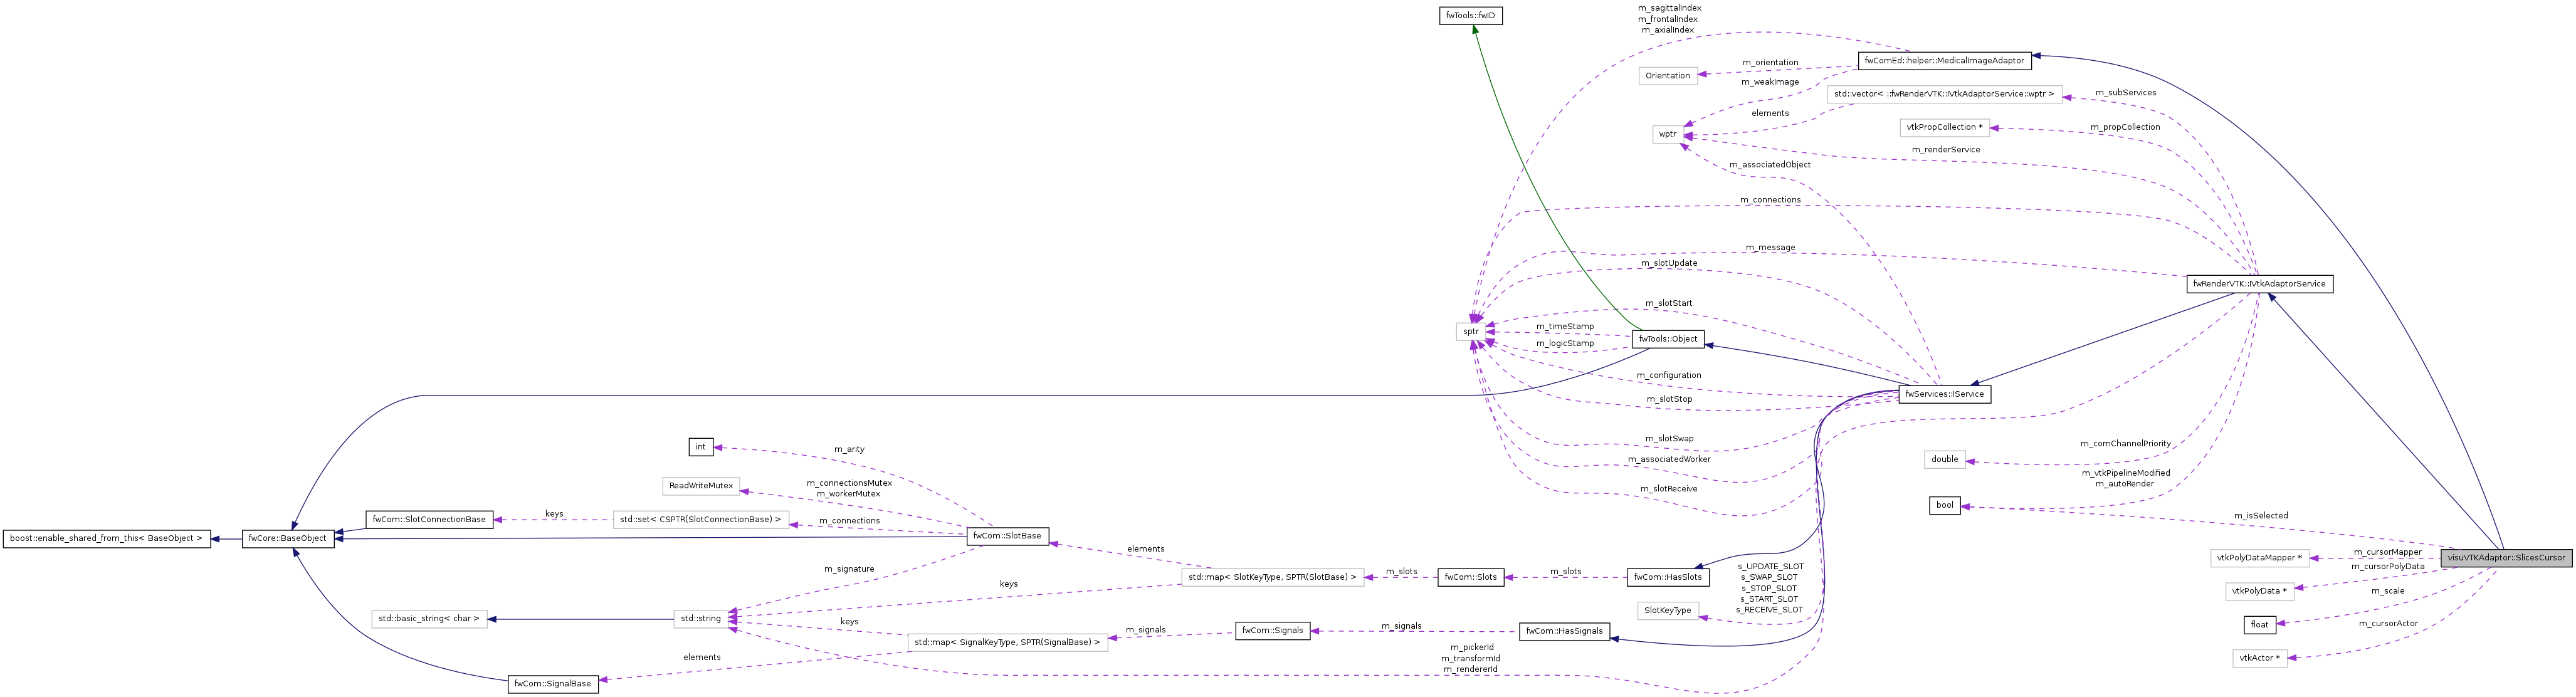 m_sagittalIndex
m_frontalIndex
m_axialIndex
fwTools::fwID
fwComEd::helper::MedicalImageAdaptor
m_orientation
Orientation
m_weakImage
std::vector< ::fwRenderVTK::IVtkAdaptorService::wptr >
m_subServices
elements
vtkPropCollection *
m_propCollection
wptr
m_renderService
m_associatedObject
m_connections
m_message
m_slotUpdate
fwRenderVTK::IVtkAdaptorService
m_slotStart
sptr
m_timeStamp
fwTools::Object
m_logicStamp
m_configuration
fwServices::IService
m_slotStop
m_slotSwap
m_comChannelPriority
int
m_arity
m_associatedWorker
double
m_vtkPipelineModified
m_autoRender
ReadWriteMutex
m_connectionsMutex
m_workerMutex
m_slotReceive
bool
m_isSelected
fwCom::SlotConnectionBase
keys
std::set< CSPTR(SlotConnectionBase) >
m_connections
boost::enable_shared_from_this< BaseObject >
fwCore::BaseObject
fwCom::SlotBase
elements
vtkPolyDataMapper *
m_cursorMapper
visuVTKAdaptor::SlicesCursor
m_signature
m_cursorPolyData
keys
std::map< SlotKeyType, SPTR(SlotBase) >
m_slots
fwCom::Slots
m_slots
fwCom::HasSlots
s_UPDATE_SLOT
s_SWAP_SLOT
s_STOP_SLOT
s_START_SLOT
s_RECEIVE_SLOT
vtkPolyData *
m_scale
SlotKeyType
std::basic_string< char >
std::string
keys
float
m_cursorActor
std::map< SignalKeyType, SPTR(SignalBase) >
m_signals
fwCom::Signals
m_signals
fwCom::HasSignals
elements
m_pickerId
m_transformId
m_rendererId
vtkActor *
fwCom::SignalBase